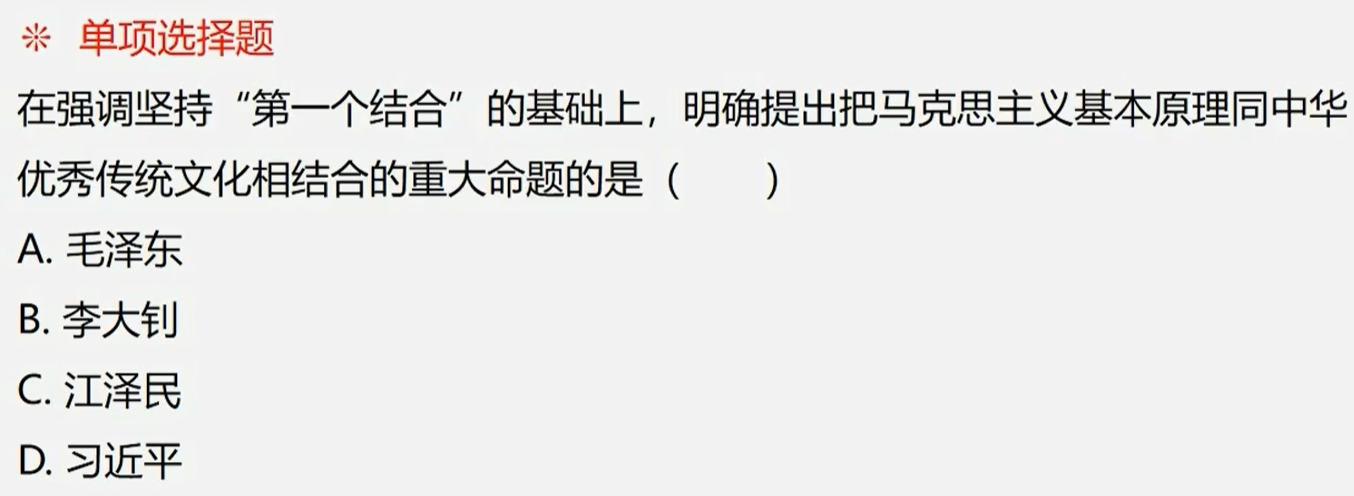 ※ 单项选择题
在强调坚持“第一个结合”的基础上，明确提出把马克思主义基本原理同中华
优秀传统文化相结合的重大命题的是（  ）
A. 毛泽东
B. 李大钊
C. 江泽民
D. 习近平